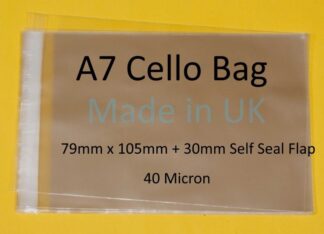 A7 Cello Bag
Made in UK
79mm x 105mm + 30mm Self Seal Flap
40 Micron